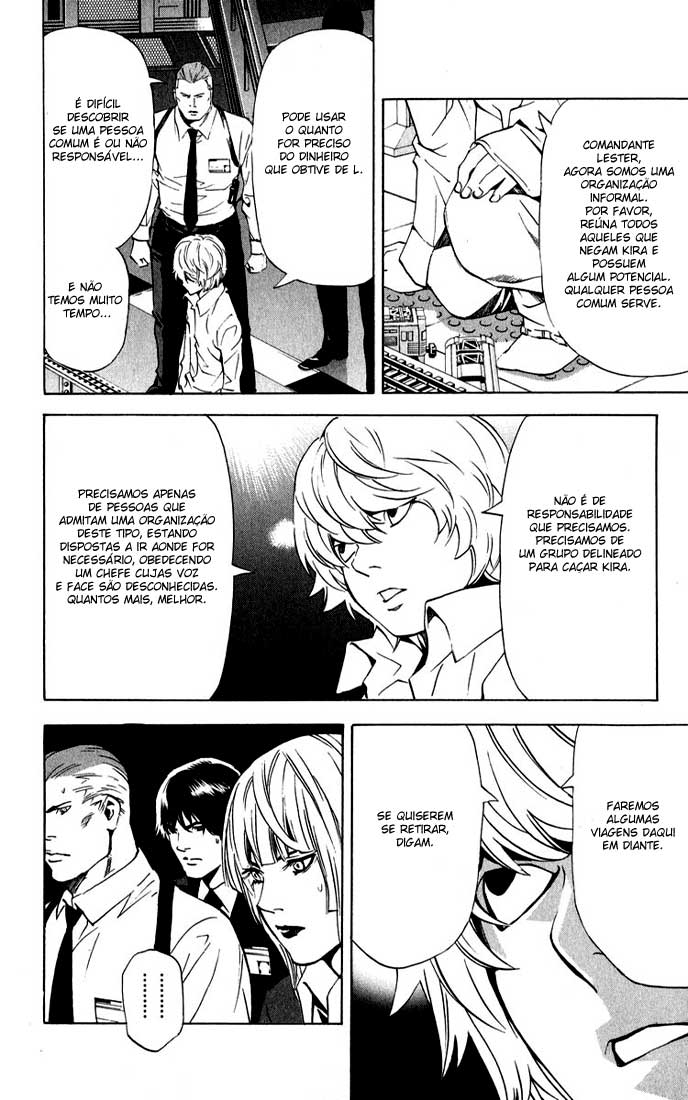 COMANDANTE
LESTER,
AGORA SOMOS UMA
ORGANIZAÇÃO
INFORMAL.
POR FAVOR,
REÚNA TODOS
AQUELES QUE
NEGAM KIRA E
POSSUEM
ALGUM POTENCIAL.
QUALQUER PESSOA
COMUM SERVE.
PODE USAR
O QUANTO
FOR PRECISO
DO DINHEIRO
QUE OBTIVE DE L.
É DIFÍCIL
DESCOBRIR
SE UMA PESSOA
COMUM É OU NÃO
RESPONSÁVEL...
E NÃO
TEMOS MUITO
TEMPO...
NÃO É DE
RESPONSABILIDADE
QUE PRECISAMOS.
PRECISAMOS DE
UM GRUPO DELINEADO
PARA CAÇAR KIRA.
PRECISAMOS APENAS
DE PESSOAS QUE
ADMITAM UMA ORGANIZAÇÃO
DESTE TIPO, ESTANDO
DISPOSTAS A IR AONDE FOR
NECESSÁRIO, OBEDECENDO
UM CHEFE CUJAS VOZ
E FACE SÃO DESCONHECIDAS.
QUANTOS MAIS, MELHOR.
FAREMOS
ALGUMAS
VIAGENS DAQUI
EM DIANTE.
SE QUISEREM
SE RETIRAR,
DIGAM.